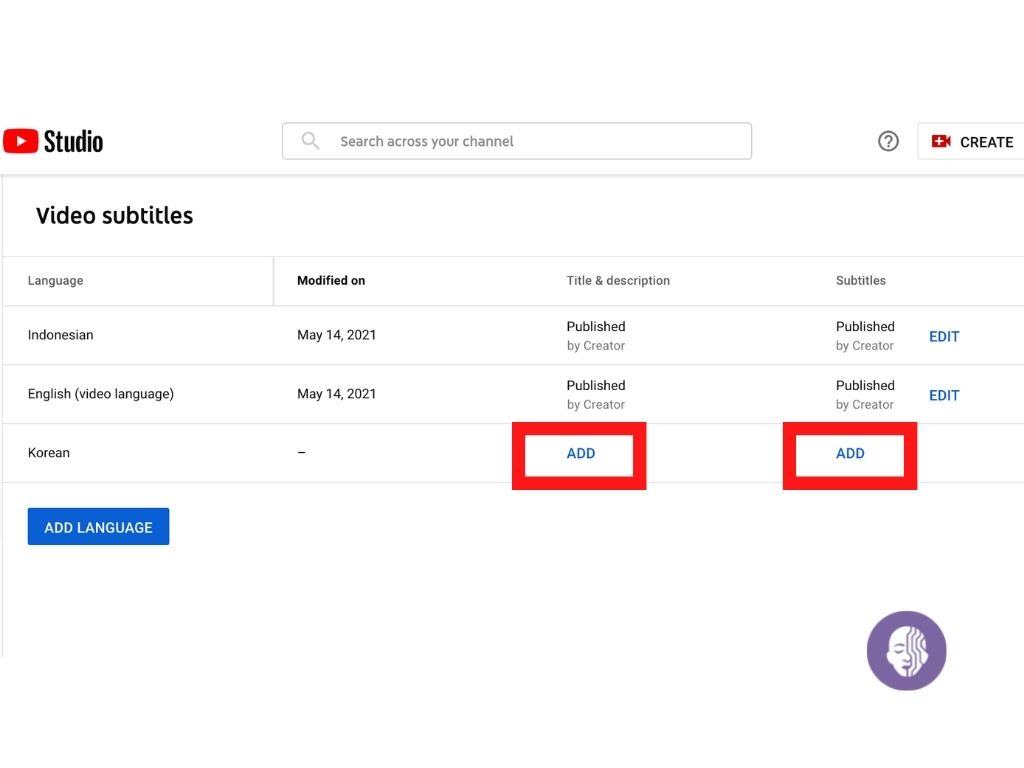 Studio
Search across your channel
CREATE
Video subtitles
Language Modified on Title & description Subtitles
Indonesian May 14, 2021 Published by Creator Published by Creator EDIT
English (video language) May 14, 2021 Published by Creator Published by Creator EDIT
Korean – ADD ADD
ADD LANGUAGE